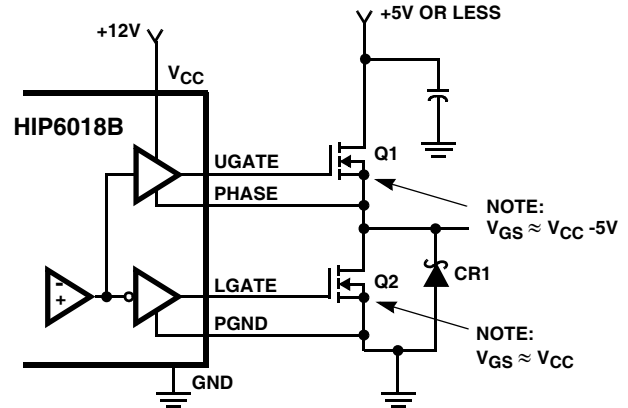 +5V OR LESS
+12V
VCC
HIP6018B
UGATE
Q1
PHASE
NOTE:
VGS ≈ VCC -5V
-
+
LGATE
Q2
CR1
PGND
NOTE:
VGS ≈ VCC
GND